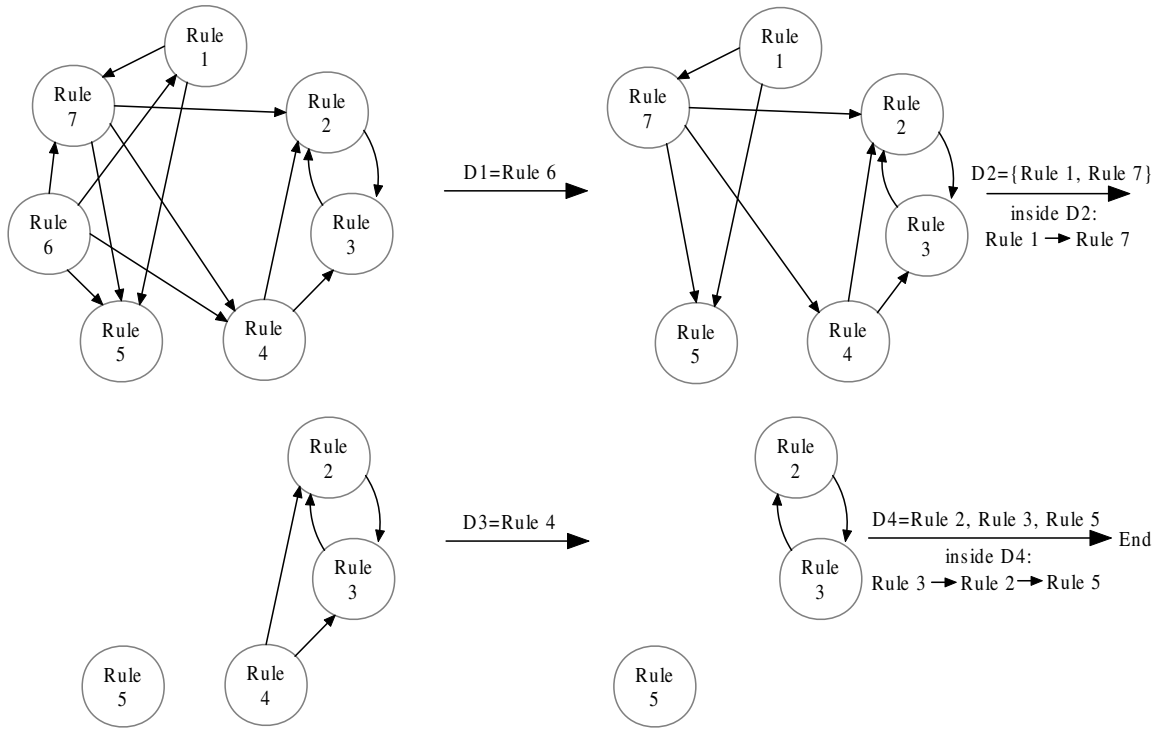 Rule
1
Rule
7
Rule
2
Rule
6
Rule
3
Rule
5
Rule
4
D1=Rule 6
Rule
1
Rule
7
Rule
2
Rule
3
Rule
5
Rule
4
D2={Rule 1, Rule 7}
inside D2:
Rule 1 → Rule 7
Rule
2
Rule
3
Rule
5
Rule
4
D3=Rule 4
Rule
2
Rule
3
Rule
5
D4=Rule 2, Rule 3, Rule 5
End
inside D4:
Rule 3 → Rule 2 → Rule 5